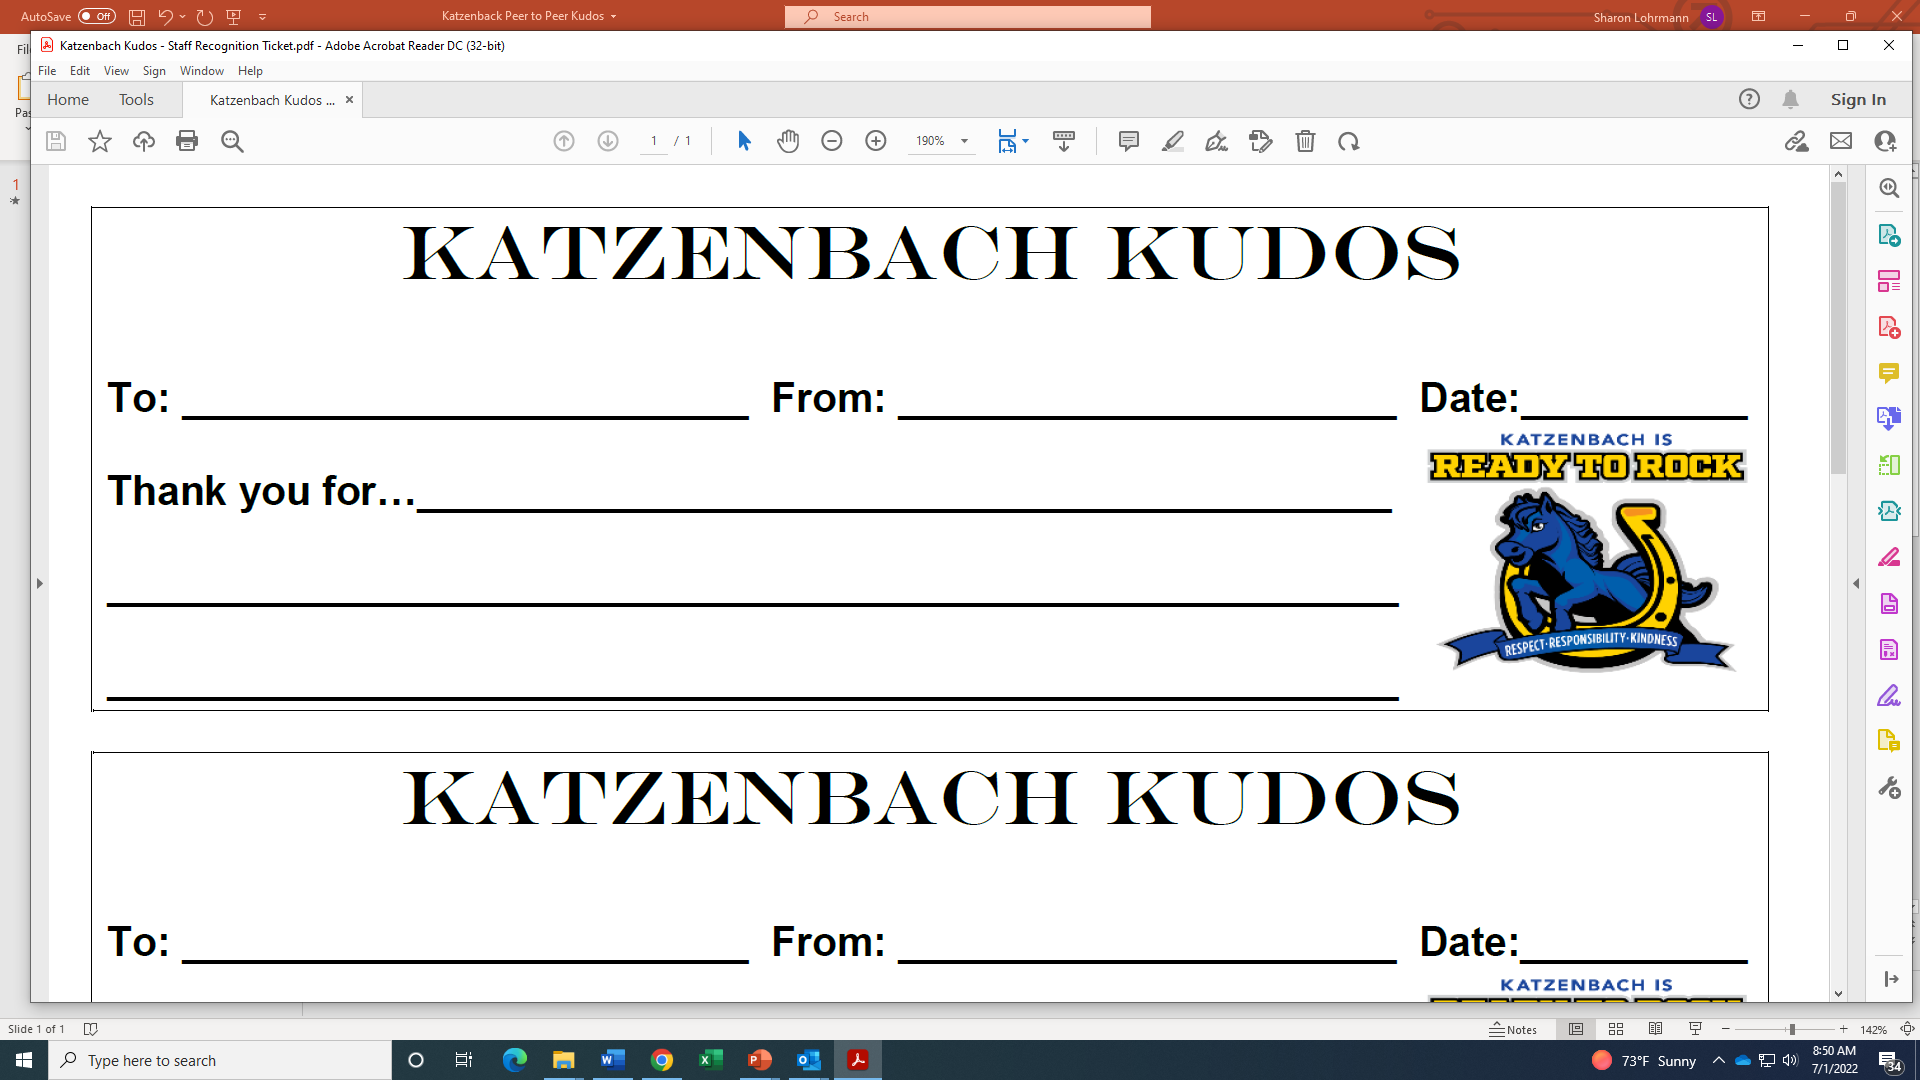 AutoSave Off Katzenback Peer to Peer Kudos Search Sharon Lohrmann SL
Katzenbach Kudos - Staff Recognition Ticket.pdf - Adobe Acrobat Reader DC (32-bit)
File Edit View Sign Window Help
Home Tools Katzenbach Kudos ... Sign In
1 / 1 190%
1
KATZENBACH KUDOS
To: From: Date:
KATZENBACH IS
READY TO ROCK
Thank you for...
RESPECT·RESPONSIBILITY·KINDNESS
KATZENBACH KUDOS
To: From: Date:
KATZENBACH IS
Slide 1 of 1 Notes 142%
Type here to search 73°F Sunny 8:50 AM
7/1/2022 34